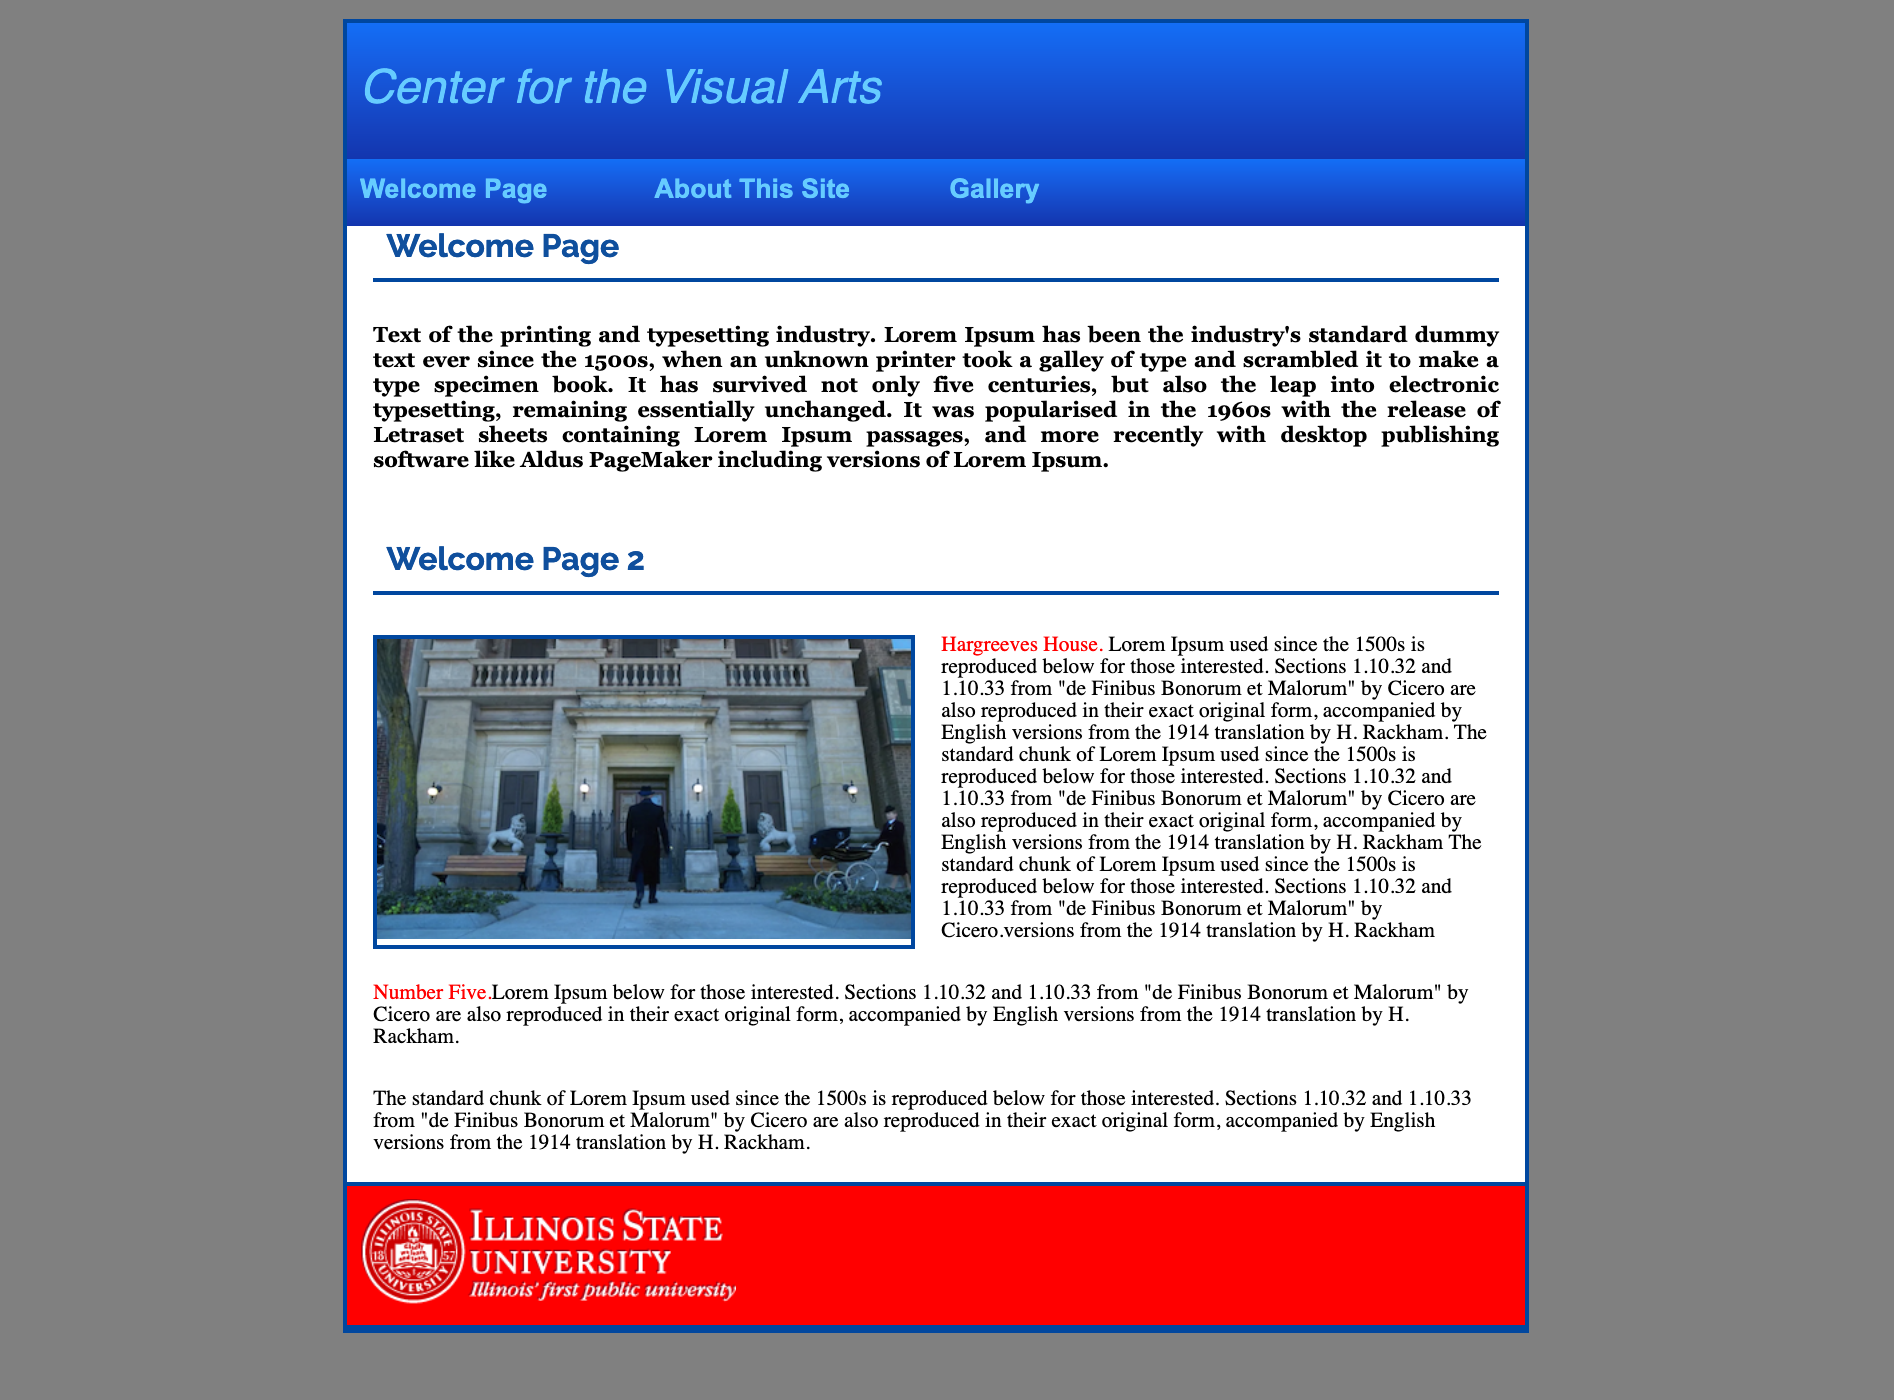 Center for the Visual Arts
Welcome Page About This Site Gallery
Welcome Page
Text of the printing and typesetting industry. Lorem Ipsum has been the industry's standard dummy
text ever since the 1500s, when an unknown printer took a galley of type and scrambled it to make a
type specimen book. It has survived not only five centuries, but also the leap into electronic
typesetting, remaining essentially unchanged. It was popularised in the 1960s with the release of
Letraset sheets containing Lorem Ipsum passages, and more recently with desktop publishing
software like Aldus PageMaker including versions of Lorem Ipsum.
Welcome Page 2
Hargreeves House. Lorem Ipsum used since the 1500s is
reproduced below for those interested. Sections 1.10.32 and
1.10.33 from "de Finibus Bonorum et Malorum" by Cicero are
also reproduced in their exact original form, accompanied by
English versions from the 1914 translation by H. Rackham. The
standard chunk of Lorem Ipsum used since the 1500s is
reproduced below for those interested. Sections 1.10.32 and
1.10.33 from "de Finibus Bonorum et Malorum" by Cicero are
also reproduced in their exact original form, accompanied by
English versions from the 1914 translation by H. Rackham The
standard chunk of Lorem Ipsum used since the 1500s is
reproduced below for those interested. Sections 1.10.32 and
1.10.33 from "de Finibus Bonorum et Malorum" by
Cicero.versions from the 1914 translation by H. Rackham
Number Five.Lorem Ipsum below for those interested. Sections 1.10.32 and 1.10.33 from "de Finibus Bonorum et Malorum" by
Cicero are also reproduced in their exact original form, accompanied by English versions from the 1914 translation by H.
Rackham.
The standard chunk of Lorem Ipsum used since the 1500s is reproduced below for those interested. Sections 1.10.32 and 1.10.33
from "de Finibus Bonorum et Malorum" by Cicero are also reproduced in their exact original form, accompanied by English
versions from the 1914 translation by H. Rackham.
ILLINOIS STATE UNIVERSITY
18 57
ILLINOIS STATE
UNIVERSITY
Illinois' first public university